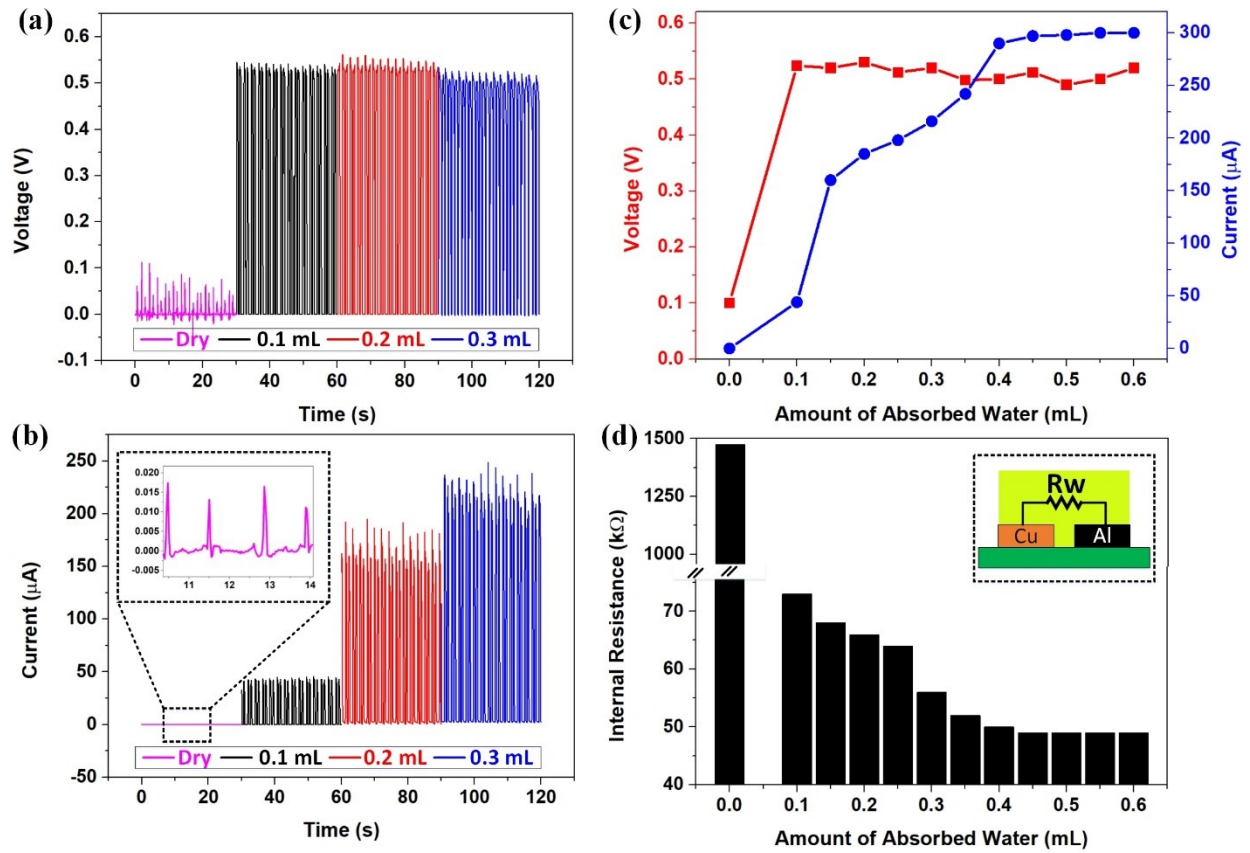 (a)
0.6
0.5
0.4
0.3
0.2
0.1
0.0
-0.1
Voltage (V)
Dry 0.1 mL 0.2 mL 0.3 mL
0 20 40 60 80 100 120
Time (s)
(c)
0.6
0.5
0.4
0.3
0.2
0.1
0.0
Voltage (V)
300
250
200
150
100
50
0
Current (μA)
0.0 0.1 0.2 0.3 0.4 0.5 0.6
Amount of Absorbed Water (mL)
(b)
250
200
150
100
50
0
-50
Current (μA)
0.020
0.015
0.010
0.005
0.000
-0.005
11 12 13 14
Dry 0.1 mL 0.2 mL 0.3 mL
0 20 40 60 80 100 120
Time (s)
(d)
1500
1250
1000
70
60
50
40
Internal Resistance (kΩ)
Rw
Cu Al
0.0 0.1 0.2 0.3 0.4 0.5 0.6
Amount of Absorbed Water (mL)